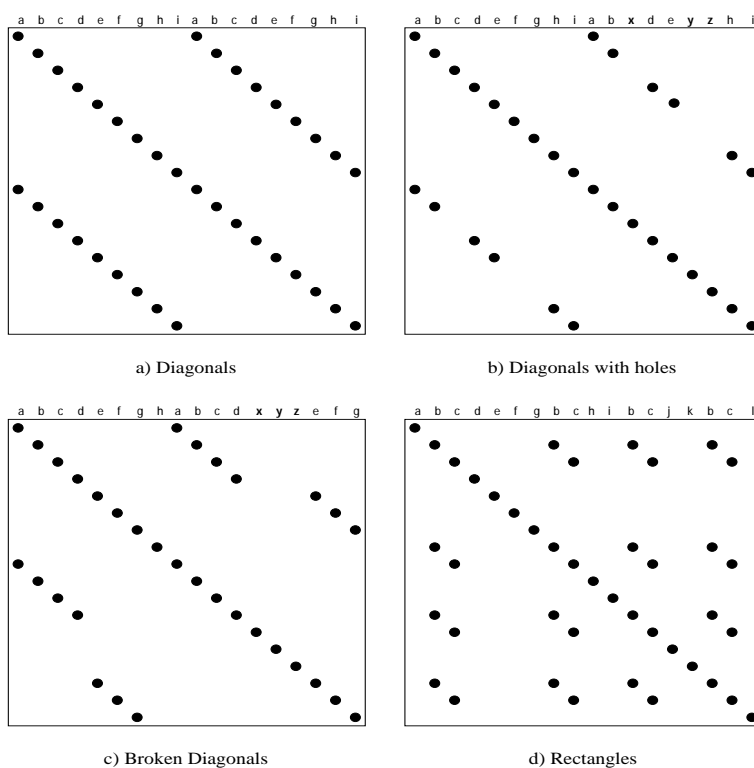 a b c d e f g h i a b c d e f g h i
a b c d e f g h i a b x d e y z h i
a) Diagonals
b) Diagonals with holes
a b c d e f g h a b c d x y z e f g
a b c d e f g b c h i b c j k b c l
c) Broken Diagonals
d) Rectangles